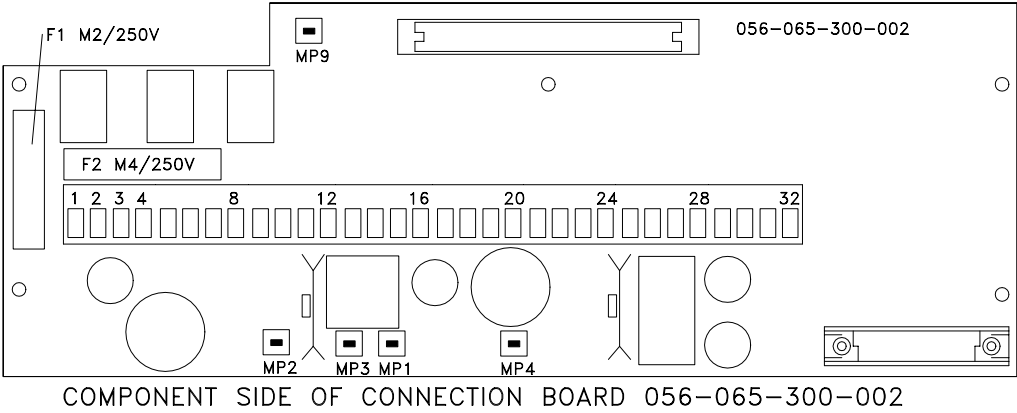 F1 M2/250V
MP9
056-065-300-002
F2 M4/250V
1 2 3 4 8 12 16 20 24 28 32
MP2 MP3 MP1 MP4
COMPONENT SIDE OF CONNECTION BOARD 056-065-300-002